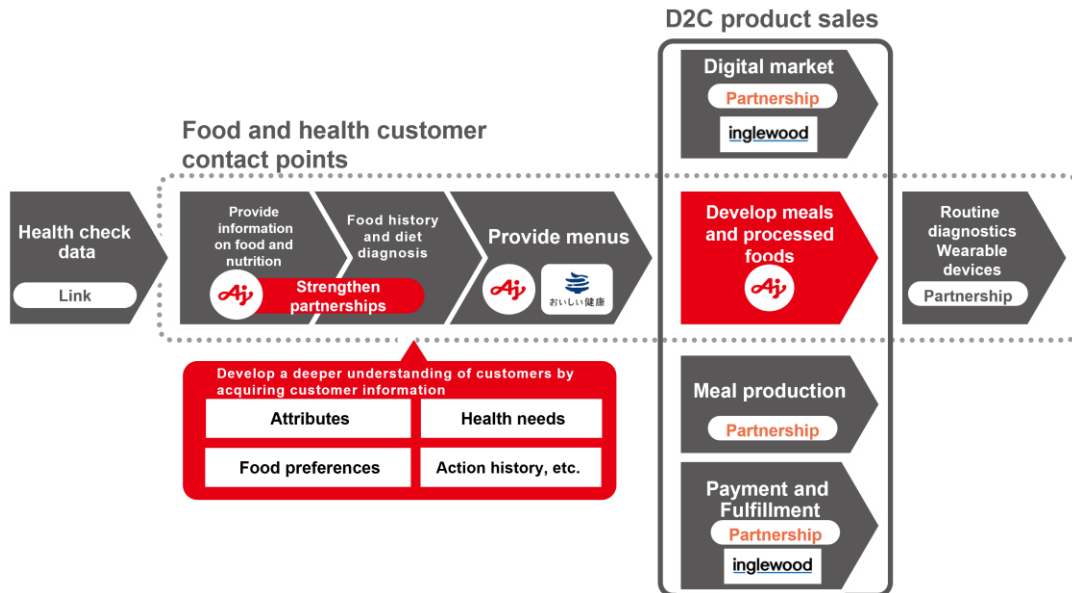 D2C product sales
Digital market
Partnership
inglewood
Food and health customer
contact points
Health check
data
Link
Provide
information
on food and
nutrition
Food history
and diet
diagnosis
Aj
Strengthen
partnerships
Provide menus
Aj
おいしい健康
Develop meals
and processed
foods
Aj
Routine
diagnostics
Wearable
devices
Partnership
Develop a deeper understanding of customers by
acquiring customer information
Attributes
Health needs
Food preferences
Action history, etc.
Meal production
Partnership
Payment and
Fulfillment
Partnership
inglewood